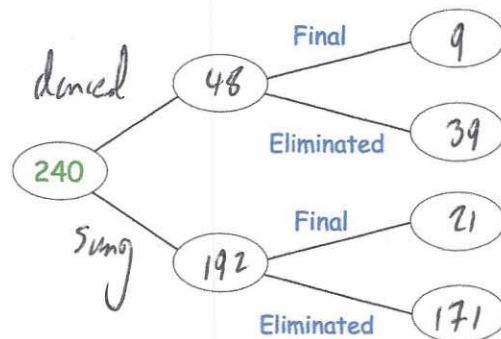 Final
9
danced
48
Eliminated
39
240
Final
21
sung
192
Eliminated
171